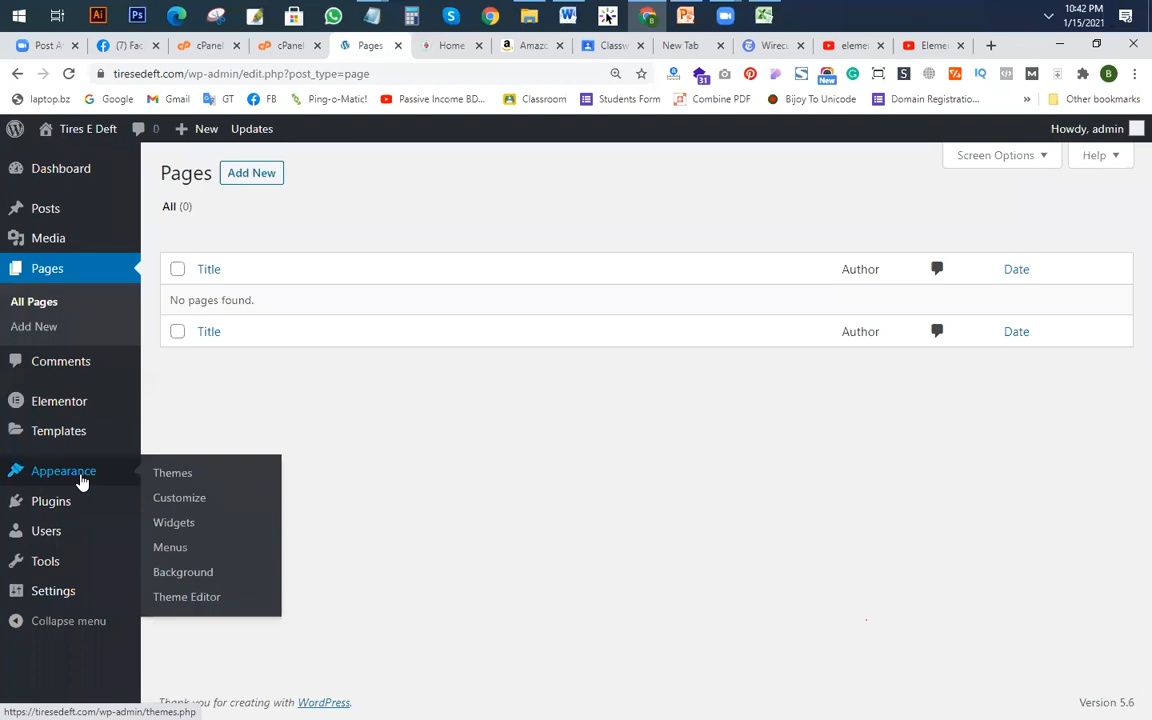 10:42 PM
1/15/2021
Post A
(7) Fac
cPanel
cPanel
Pages
Home
Amazo
Classw
New Tab
Wirecu
elemer
Elemer
tiresedeft.com/wp-admin/edit.php?post_type=page
laptop.bz
Google
Gmail
GT
FB
Ping-o-Matic!
Passive Income BD...
Classroom
Students Form
Combine PDF
Bijoy To Unicode
Domain Registratio...
Other bookmarks
Tires E Deft
0
New
Updates
Howdy, admin
Dashboard
Posts
Media
Pages
All Pages
Add New
Comments
Elementor
Templates
Appearance
Plugins
Users
Tools
Settings
Collapse menu
Themes
Customize
Widgets
Menus
Background
Theme Editor
Pages
Add New
Screen Options
Help
All (0)
Title
Author
Date
No pages found.
Title
Author
Date
Thank you for creating with WordPress.
Version 5.6
https://tiresedeft.com/wp-admin/themes.php